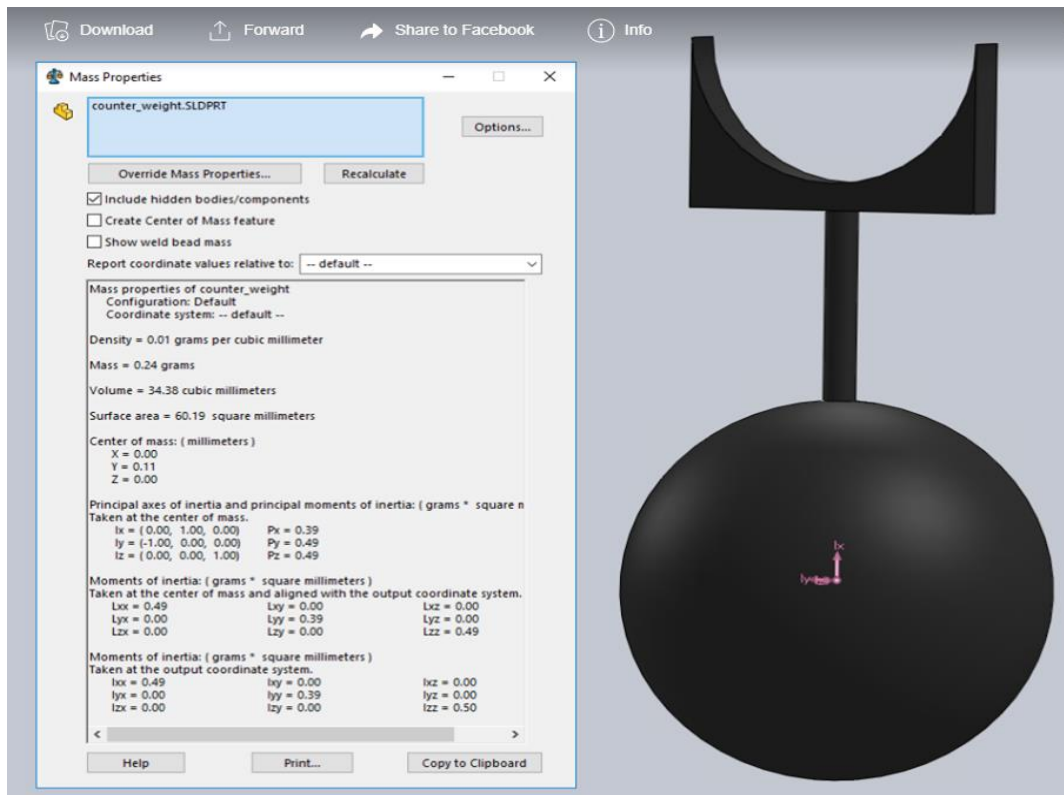 Download Forward Share to Facebook Info
Mass Properties
counter_weight.SLDPRT
Options...
Override Mass Properties... Recalculate
Include hidden bodies/components
Create Center of Mass feature
Show weld bead mass
Report coordinate values relative to: -- default --
Mass properties of counter_weight
Configuration: Default
Coordinate system: -- default --
Density = 0.01 grams per cubic millimeter
Mass = 0.24 grams
Volume = 34.38 cubic millimeters
Surface area = 60.19 square millimeters
Center of mass: ( millimeters )
X = 0.00
Y = 0.11
Z = 0.00
Principal axes of inertia and principal moments of inertia: ( grams * square m
Taken at the center of mass.
Ix = ( 0.00, 1.00, 0.00) Px = 0.39
Iy = (-1.00, 0.00, 0.00) Py = 0.49
Iz = ( 0.00, 0.00, 1.00) Pz = 0.49
Moments of inertia: ( grams * square millimeters )
Taken at the center of mass and aligned with the output coordinate system.
Lxx = 0.49 Lxy = 0.00 Lxz = 0.00
Lyx = 0.00 Lyy = 0.39 Lyz = 0.00
Lzx = 0.00 Lzy = 0.00 Lzz = 0.49
Moments of inertia: ( grams * square millimeters )
Taken at the output coordinate system.
Ixx = 0.49 Ixy = 0.00 Ixz = 0.00
Iyx = 0.00 Iyy = 0.39 Iyz = 0.00
Izx = 0.00 Izy = 0.00 Izz = 0.50
Help Print... Copy to Clipboard
Ix